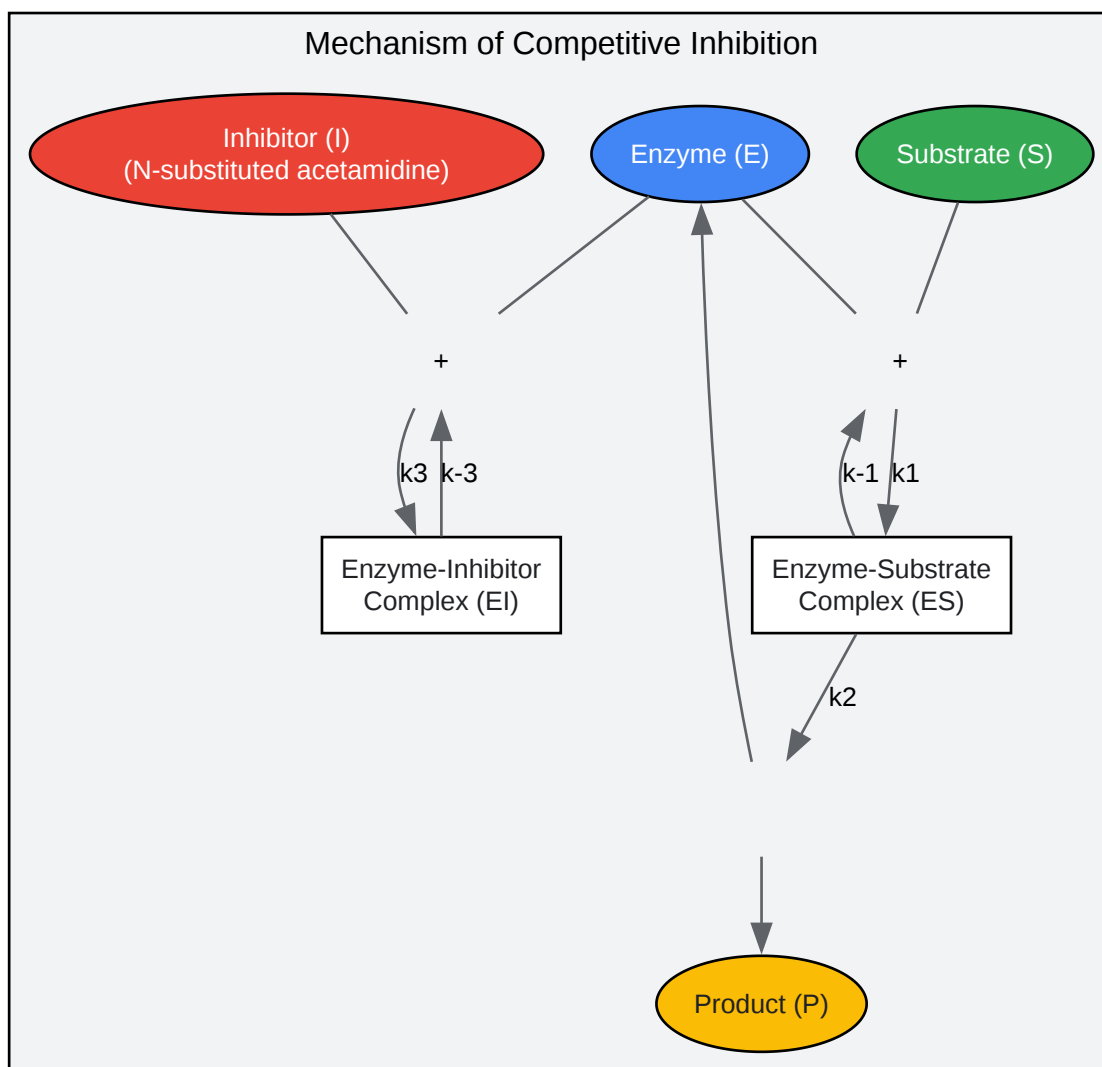 Mechanism of Competitive Inhibition
Inhibitor (I)
(N-substituted acetamidine)
Enzyme (E)
Substrate (S)
+
+
k3
k-3
k-1
k1
Enzyme-Inhibitor
Complex (EI)
Enzyme-Substrate
Complex (ES)
k2
Product (P)